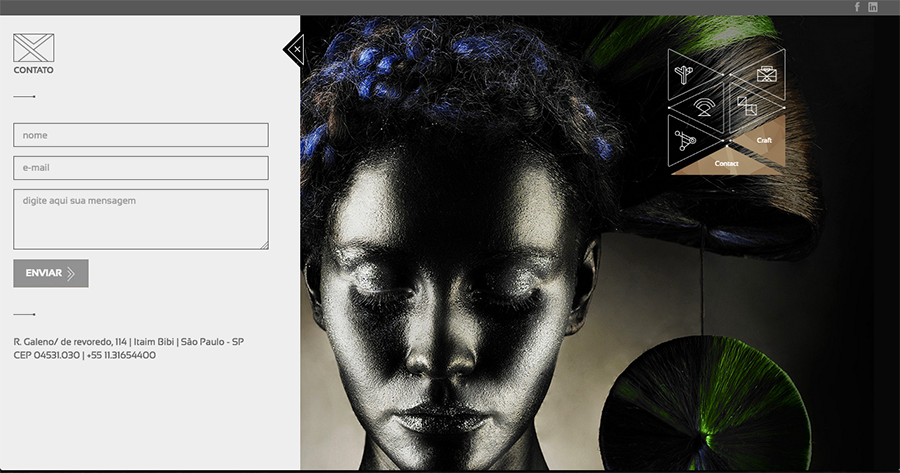 CONTATO
nome
e-mail
digite aqui sua mensagem
ENVIAR
R. Galeno/ de revoredo, 114 | Itaim Bibi | São Paulo - SP
CEP 04531.030 | +55 11.31654400
Craft
Contact